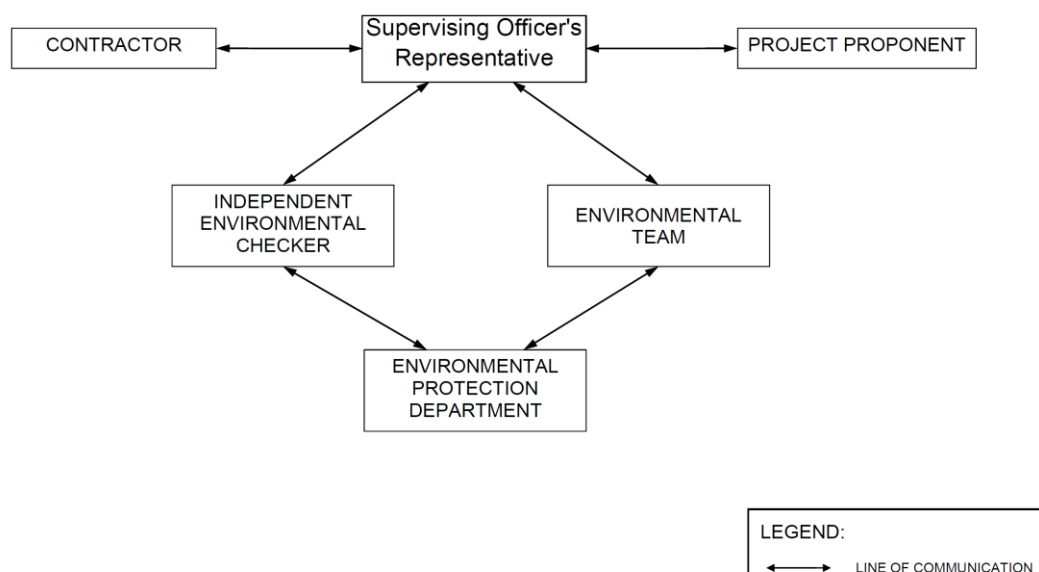 CONTRACTOR
Supervising Officer's
Representative
PROJECT PROPONENT
INDEPENDENT
ENVIRONMENTAL
CHECKER
ENVIRONMENTAL
TEAM
ENVIRONMENTAL
PROTECTION
DEPARTMENT
LEGEND:
LINE OF COMMUNICATION